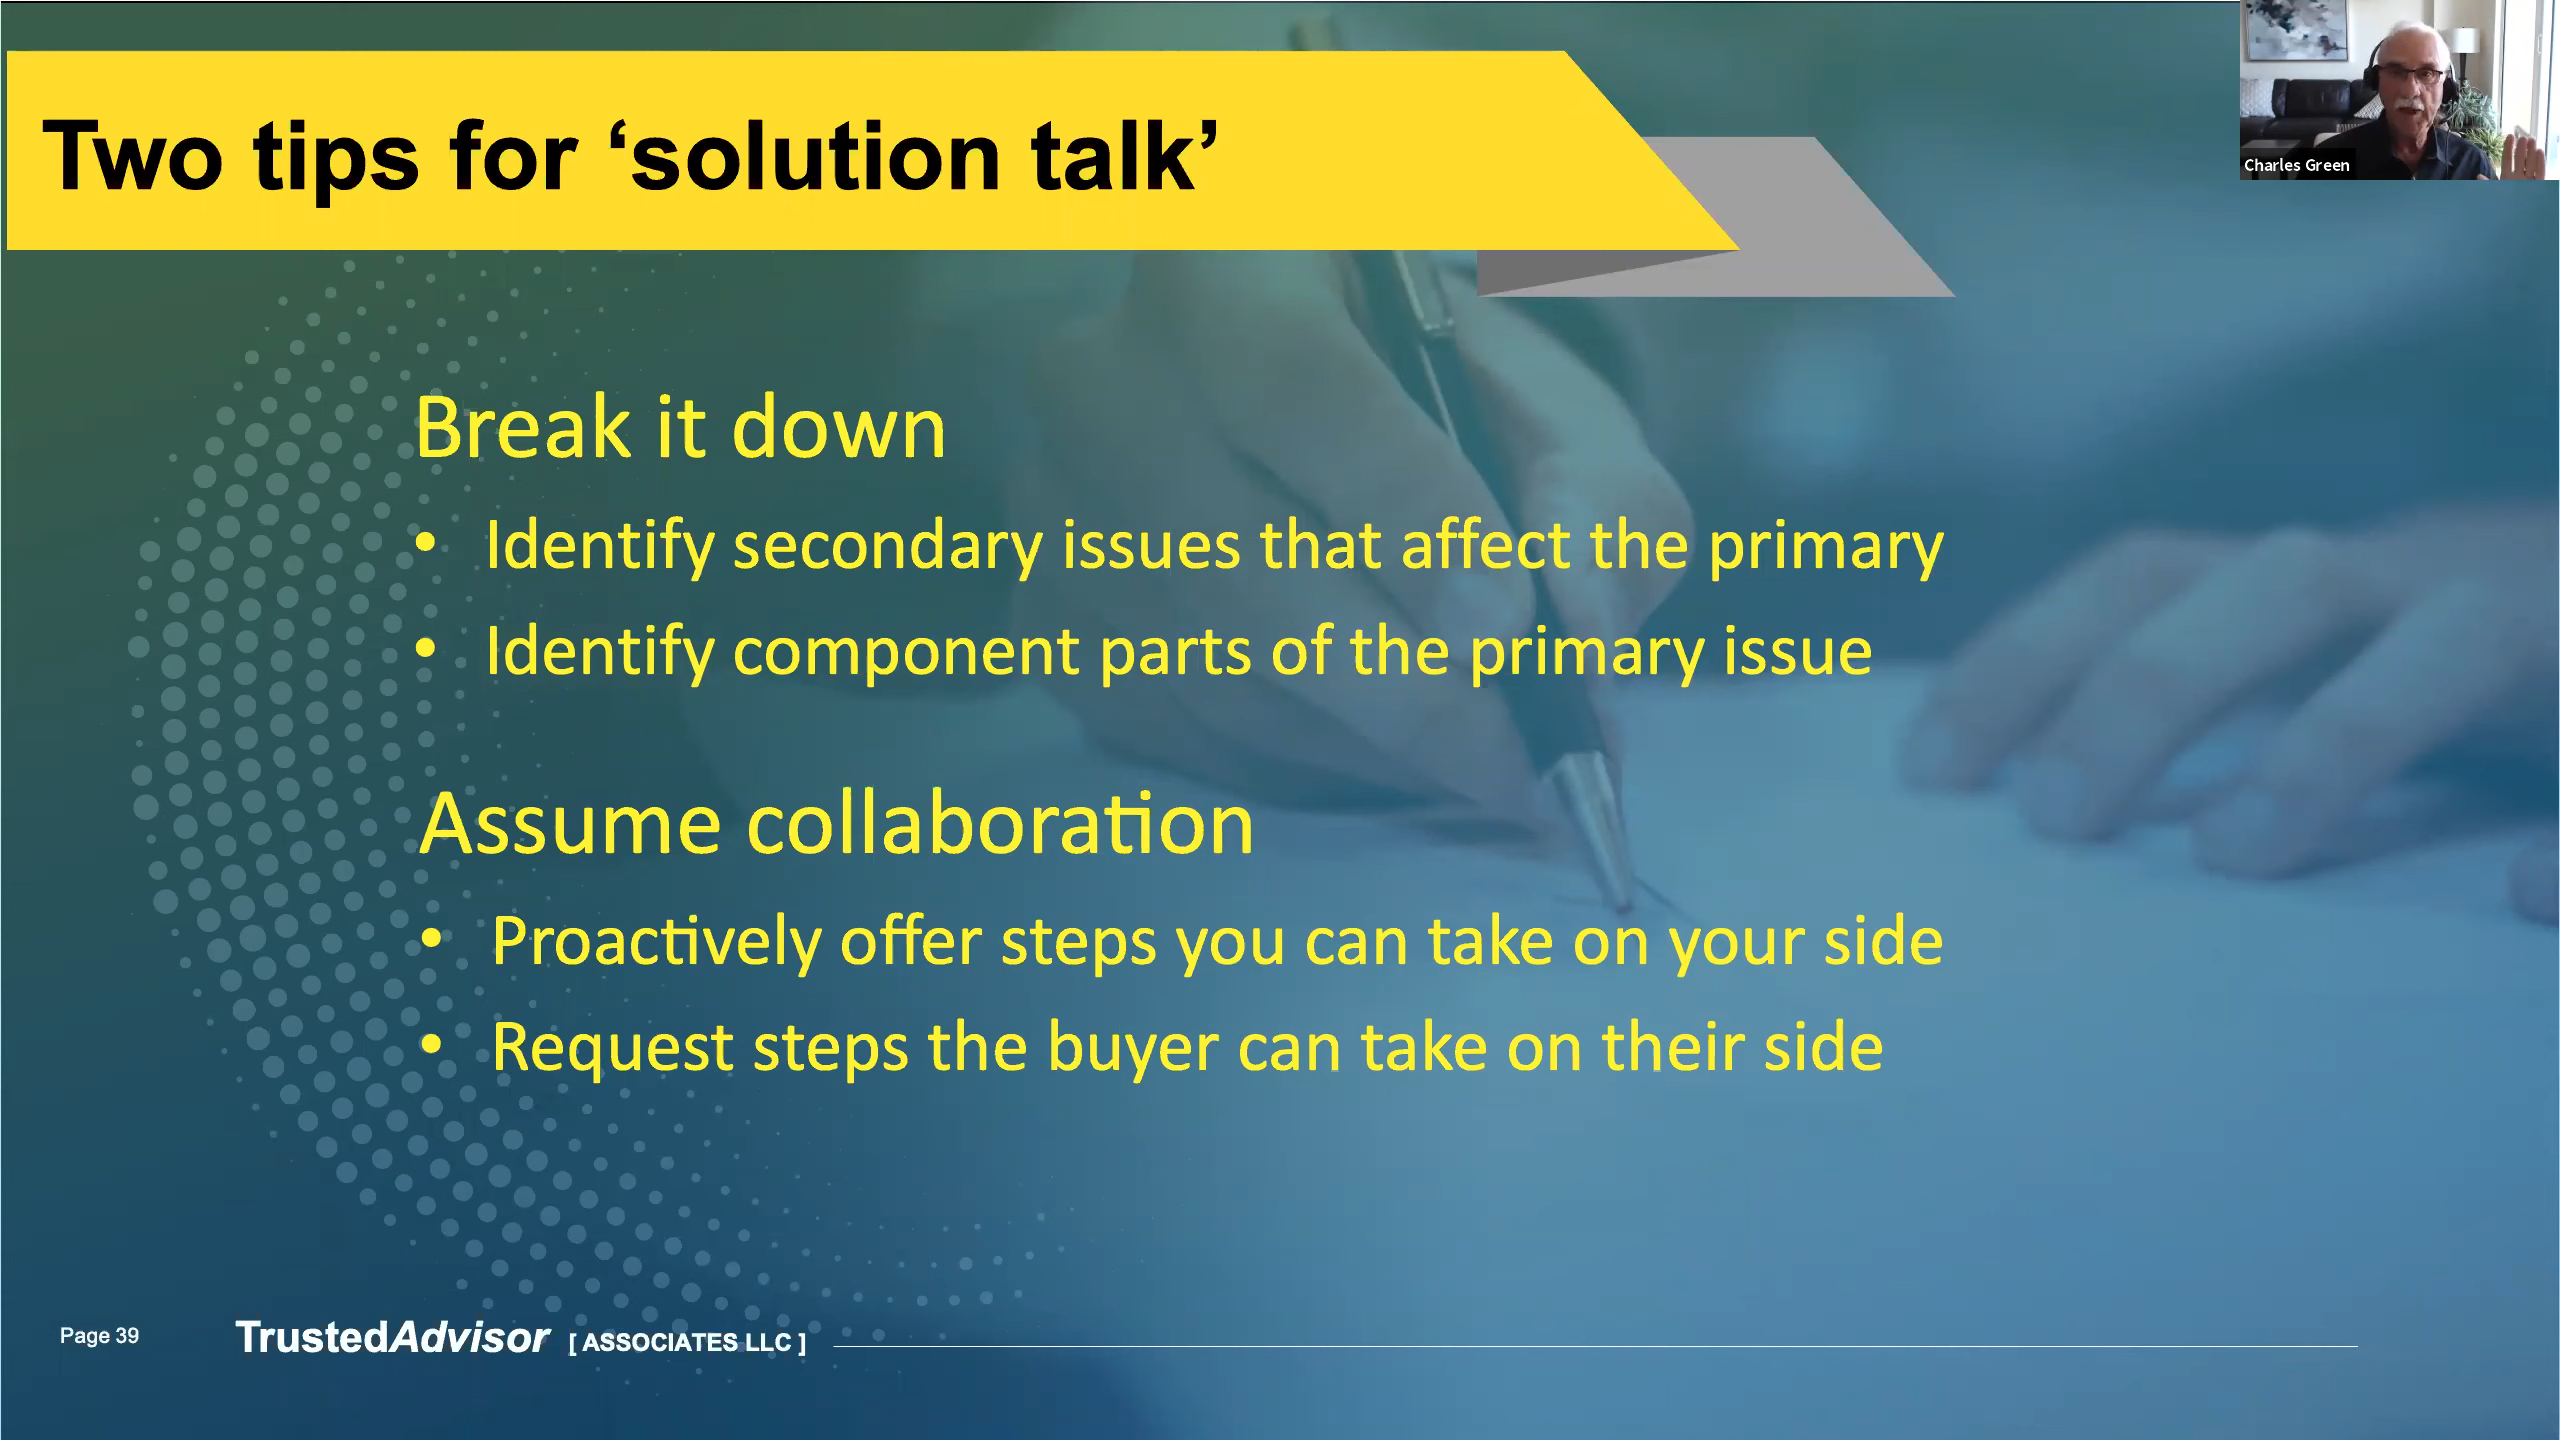 Two tips for ‘solution talk’
Charles Green
Break it down
• Identify secondary issues that affect the primary
• Identify component parts of the primary issue
Assume collaboration
• Proactively offer steps you can take on your side
• Request steps the buyer can take on their side
Page 39
TrustedAdvisor [ ASSOCIATES LLC ]